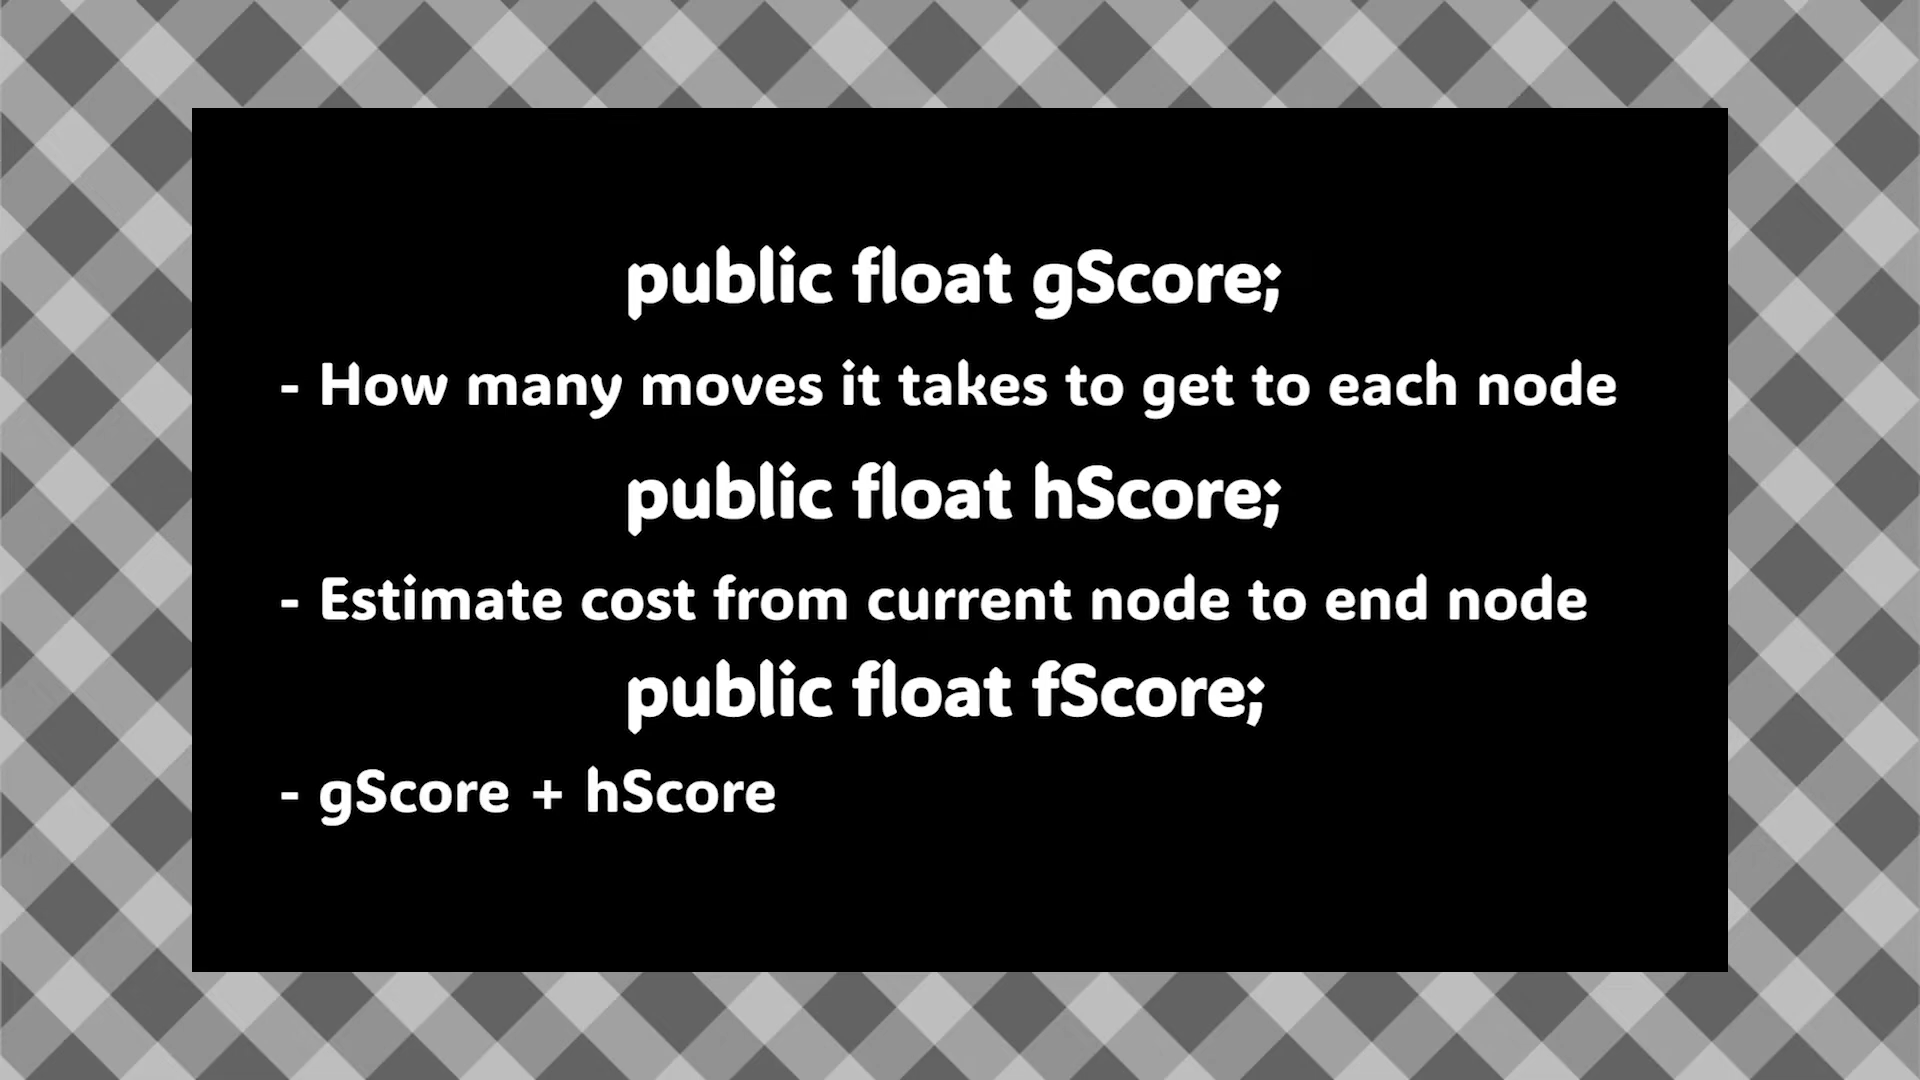 public float gScore;
- How many moves it takes to get to each node
public float hScore;
- Estimate cost from current node to end node
public float fScore;
- gScore + hScore